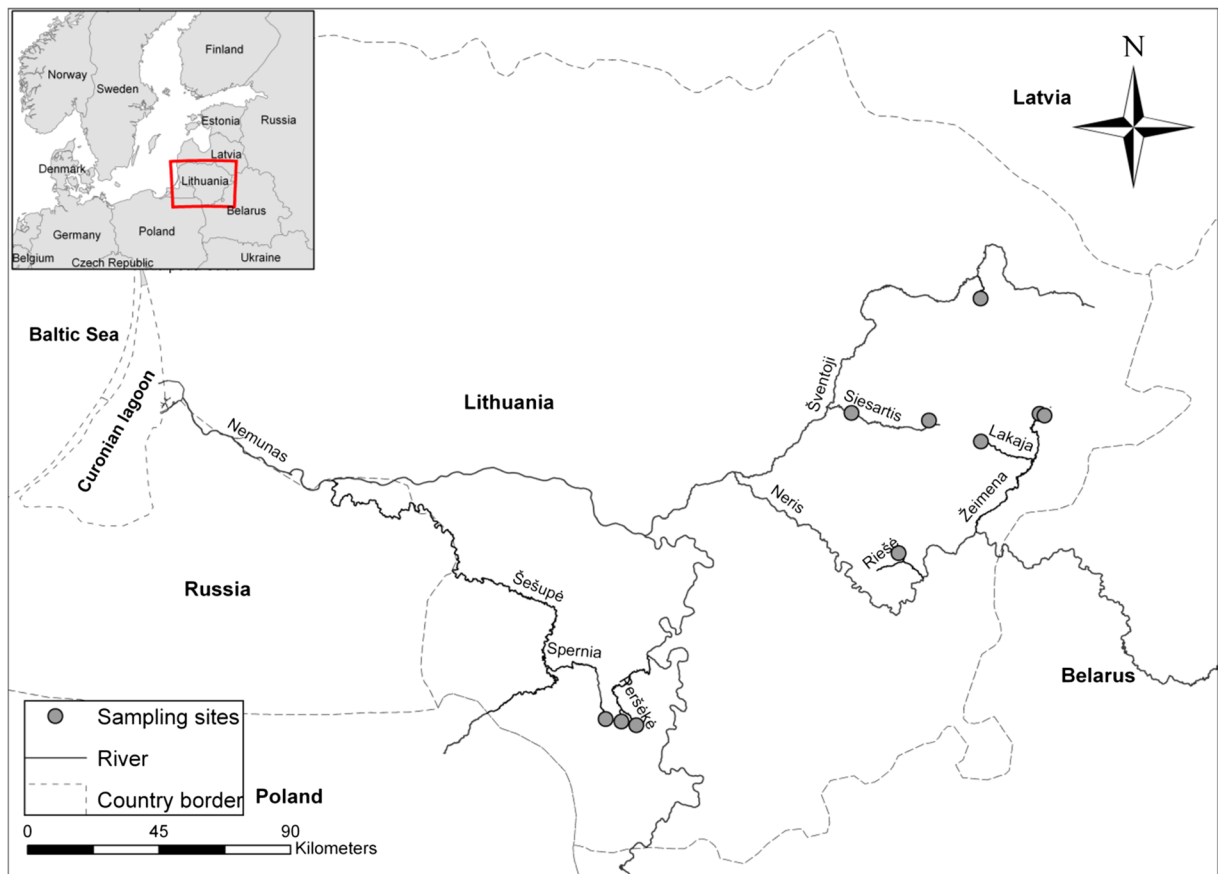 Finland
Norway
Sweden
Estonia
Russia
Latvia
Denmark
Lithuania
Belarus
Poland
Germany
Belgium
Czech Republic
Ukraine
N
Latvia
Baltic Sea
Curonian lagoon
Lithuania
Nemunas
Šventoji
Siesartis
Lakaja
Žeimena
Neris
Riešė
Russia
Šešupė
Spernia
Peršėkė
Belarus
Sampling sites
River
Country border
Poland
0 45 90
Kilometers